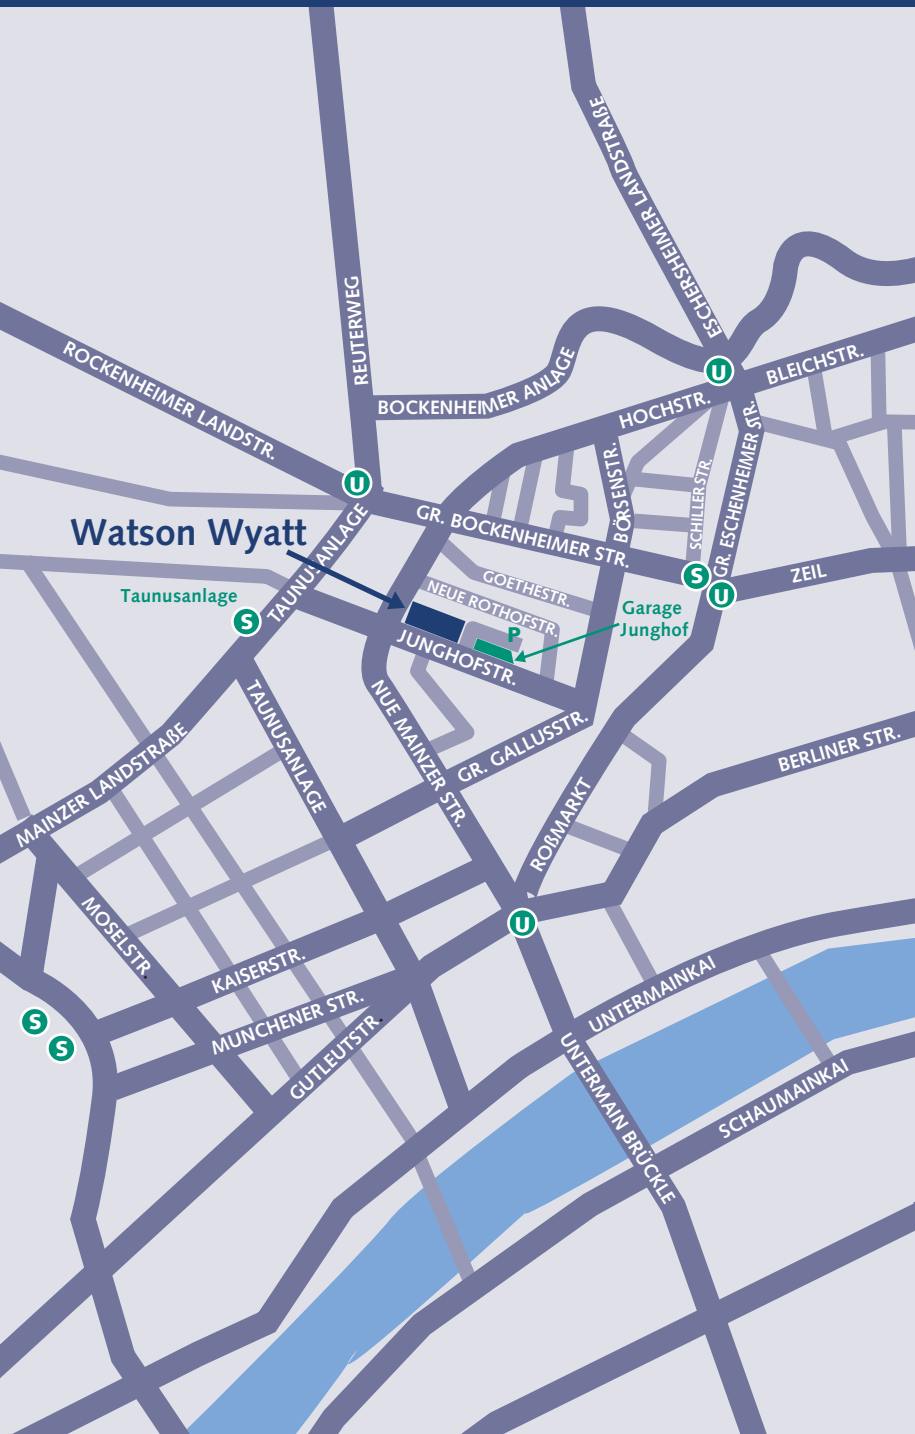 ESCHERSHEIMER LANDSTRAßE
REUTERWEG
ROCKENHEIMER LANDSTR.
BOCKENHEIMER ANLAGE
U
BLEICHSTR.
HOCHSTR.
U
GR. BOCKENHEIMER STR.
BÖRSENSTR.
SCHILLERSTR.
GR. ESCHENHEIMER STR.
Watson Wyatt
TAUNUSANLAGE
Taunusanlage
S
GOETHESTR.
NEUE ROTHOFSTR.
S
U
ZEIL
Garage
Junghof
P
JUNGHOFSTR.
TAUNUSANLAGE
NUE MAINZER STR.
GR. GALLUSSTR.
MAINZER LANDSTRAßE
BERLINER STR.
ROßMARKT
U
MOSELSTR.
KAISERSTR.
MUNCHENER STR.
GUTLEUTSTR.
S
S
UNTERMAINKAI
UNTERMAIN BRÜCKLE
SCHAUMAINKAI